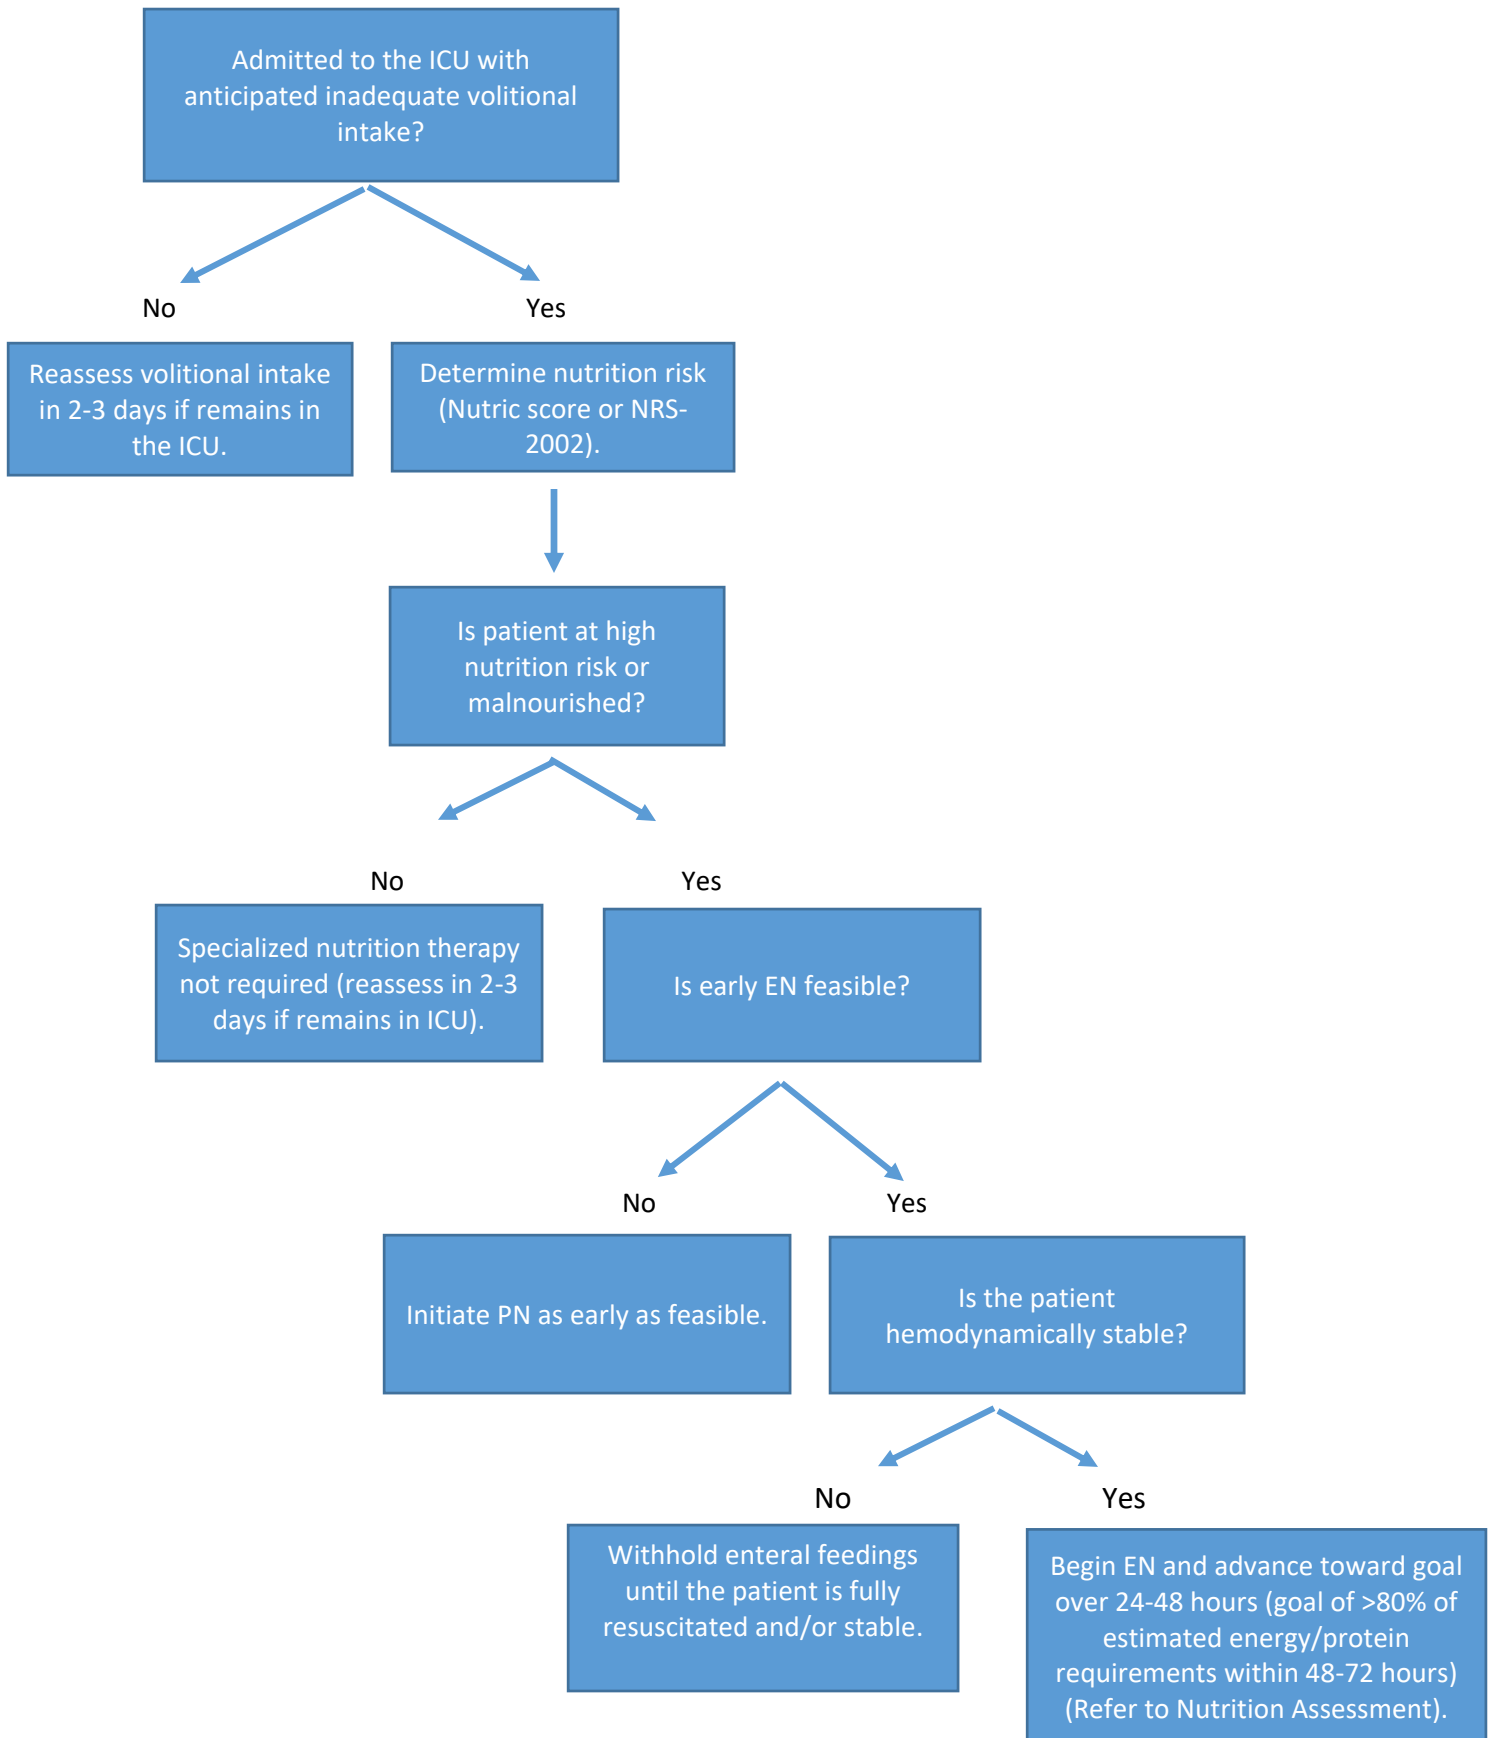 Admitted to the ICU with
anticipated inadequate volitional
intake?
No
Yes
Reassess volitional intake
in 2-3 days if remains in
the ICU.
Determine nutrition risk
(Nutric score or NRS-
2002).
Is patient at high
nutrition risk or
malnourished?
No
Yes
Specialized nutrition therapy
not required (reassess in 2-3
days if remains in ICU).
Is early EN feasible?
No
Yes
Initiate PN as early as feasible.
Is the patient
hemodynamically stable?
No
Yes
Withhold enteral feedings
until the patient is fully
resuscitated and/or stable.
Begin EN and advance toward goal
over 24-48 hours (goal of >80% of
estimated energy/protein
requirements within 48-72 hours)
(Refer to Nutrition Assessment).